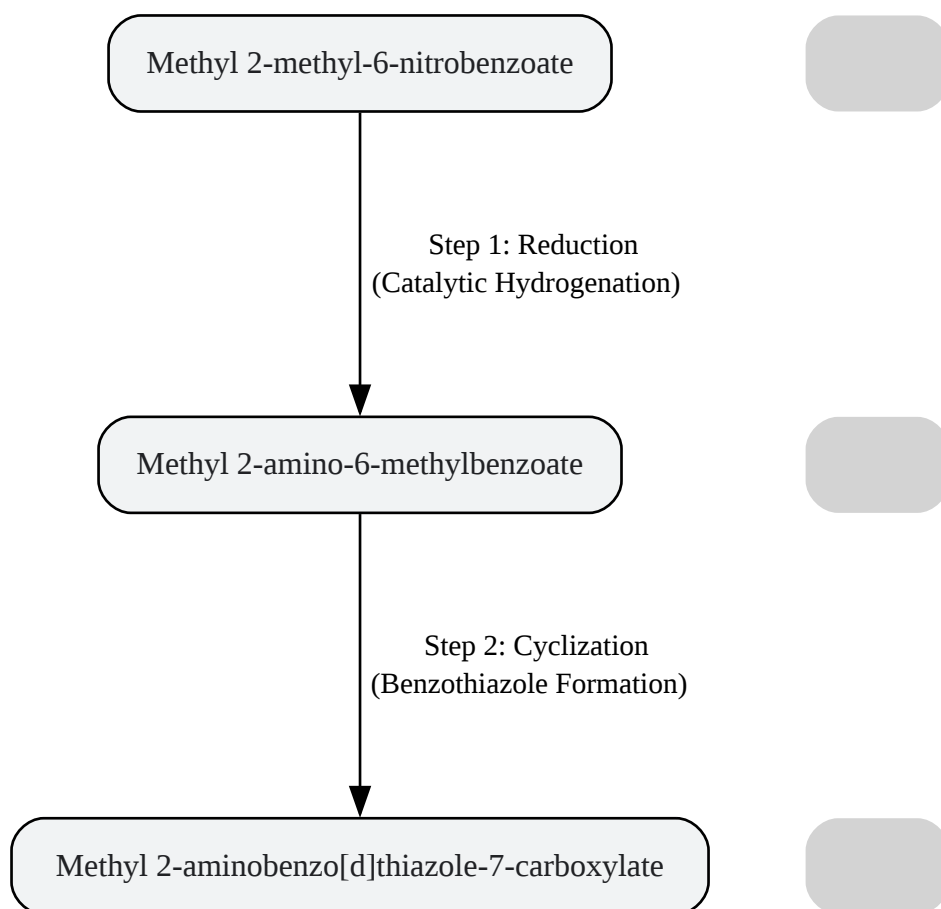 Methyl 2-methyl-6-nitrobenzoate
Step 1: Reduction
(Catalytic Hydrogenation)
Methyl 2-amino-6-methylbenzoate
Step 2: Cyclization
(Benzothiazole Formation)
Methyl 2-aminobenzo[d]thiazole-7-carboxylate